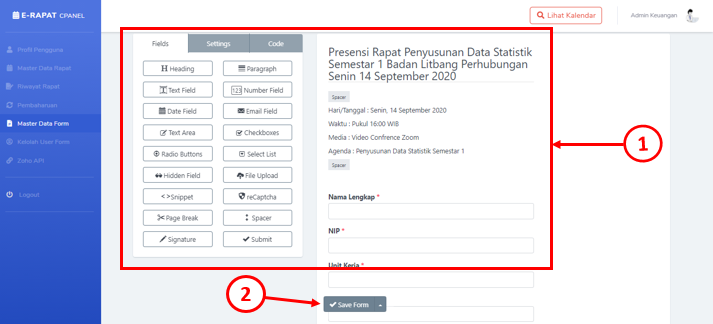 E-RAPAT CPANEL
Lihat Kalendar
Admin Keuangan
Profil Pengguna
Master Data Rapat
Riwayat Rapat
Pembaharuan
Master Data Form
Kelolah User Form
Zona API
Logout
Fields
Settings
Code
Heading
Paragraph
Text Field
123 Number Field
Date Field
Email Field
Text Area
Checkboxes
Radio Buttons
Select List
Hidden Field
File Upload
<>Snippet
reCaptcha
Page Break
Spacer
Signature
Submit
Presensi Rapat Penyusunan Data Statistik
Semestar 1 Badan Litbang Perhubungan
Senin 14 September 2020
Spacer
Hari/Tanggal : Senin, 14 September 2020
Waktu : Pukul 16:00 WIB
Media : Video Confrence Zoom
Agenda : Penyusunan Data Statistik Semestar 1
Spacer
Nama Lengkap *
NIP *
Unit Kerja *
Save Form
1
2